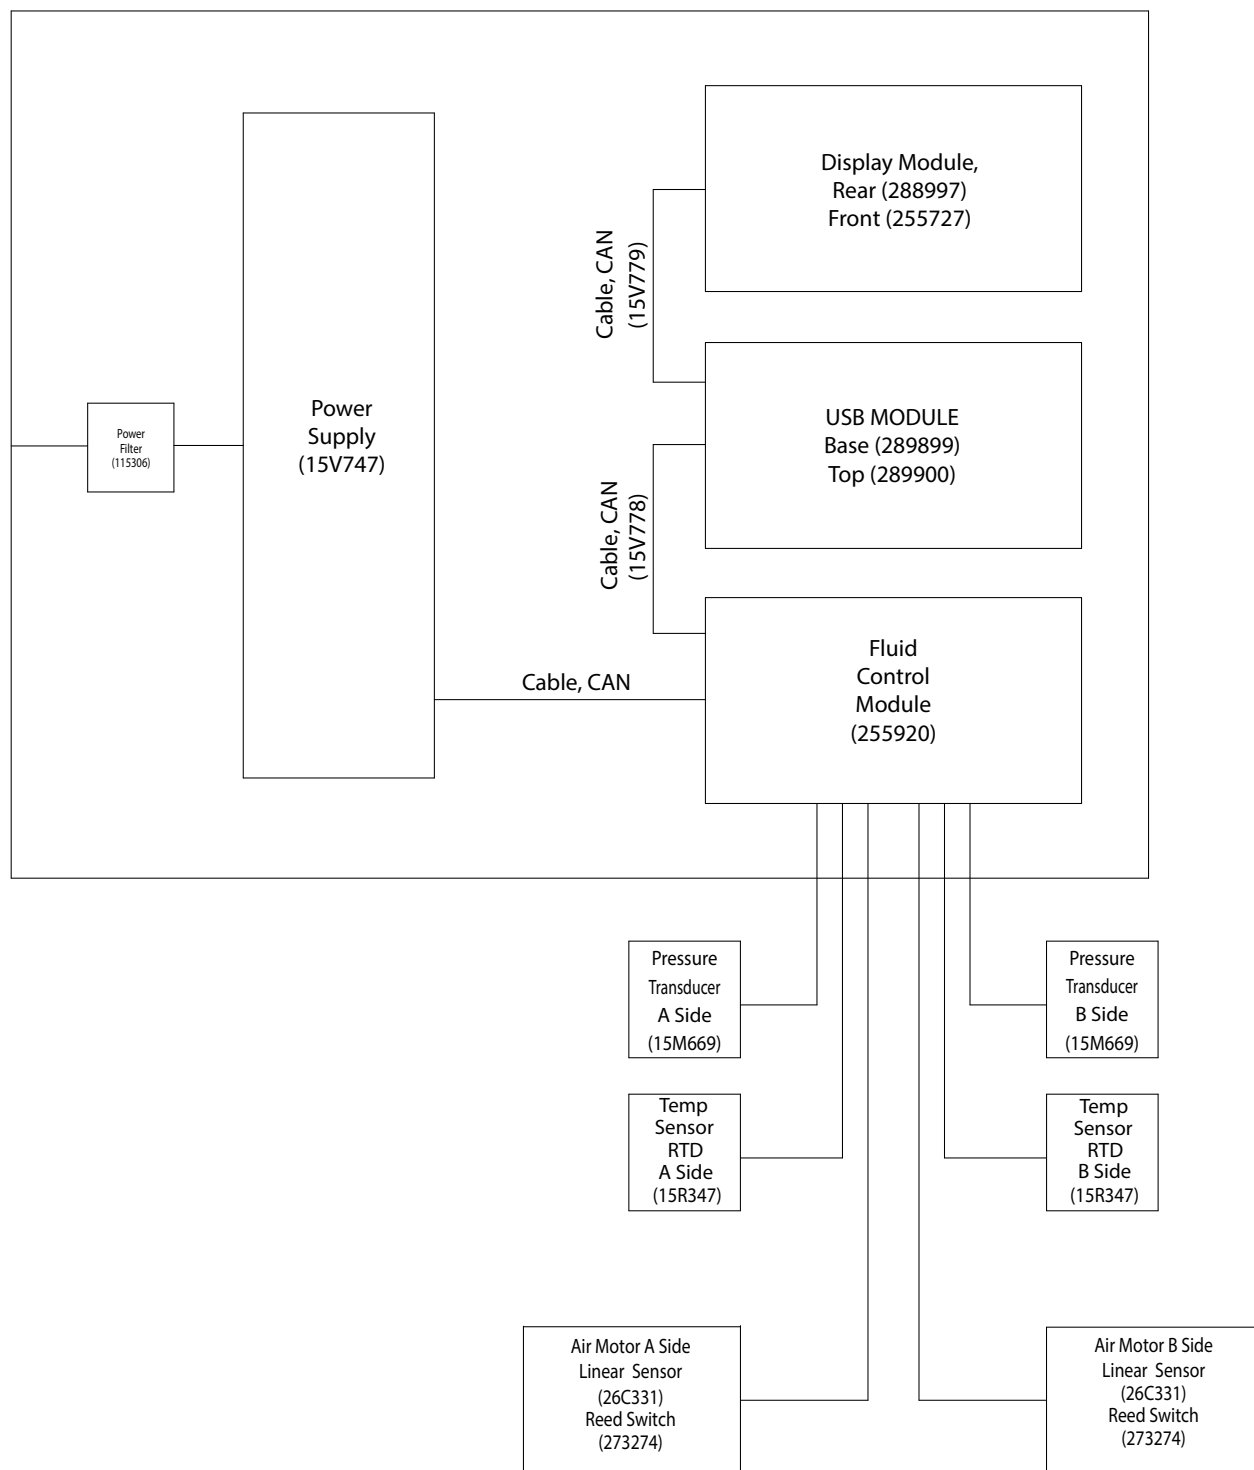 Display Module,
Rear (288997)
Front (255727)
Cable, CAN
(15V779)
Power
Filter
(115306)
Power
Supply
(15V747)
USB MODULE
Base (289899)
Top (289900)
Cable, CAN
(15V778)
Fluid
Control
Module
(255920)
Cable, CAN
Pressure
Transducer
A Side
(15M669)
Pressure
Transducer
B Side
(15M669)
Temp
Sensor
RTD
A Side
(15R347)
Temp
Sensor
RTD
B Side
(15R347)
Air Motor A Side
Linear Sensor
(26C331)
Reed Switch
(273274)
Air Motor B Side
Linear Sensor
(26C331)
Reed Switch
(273274)